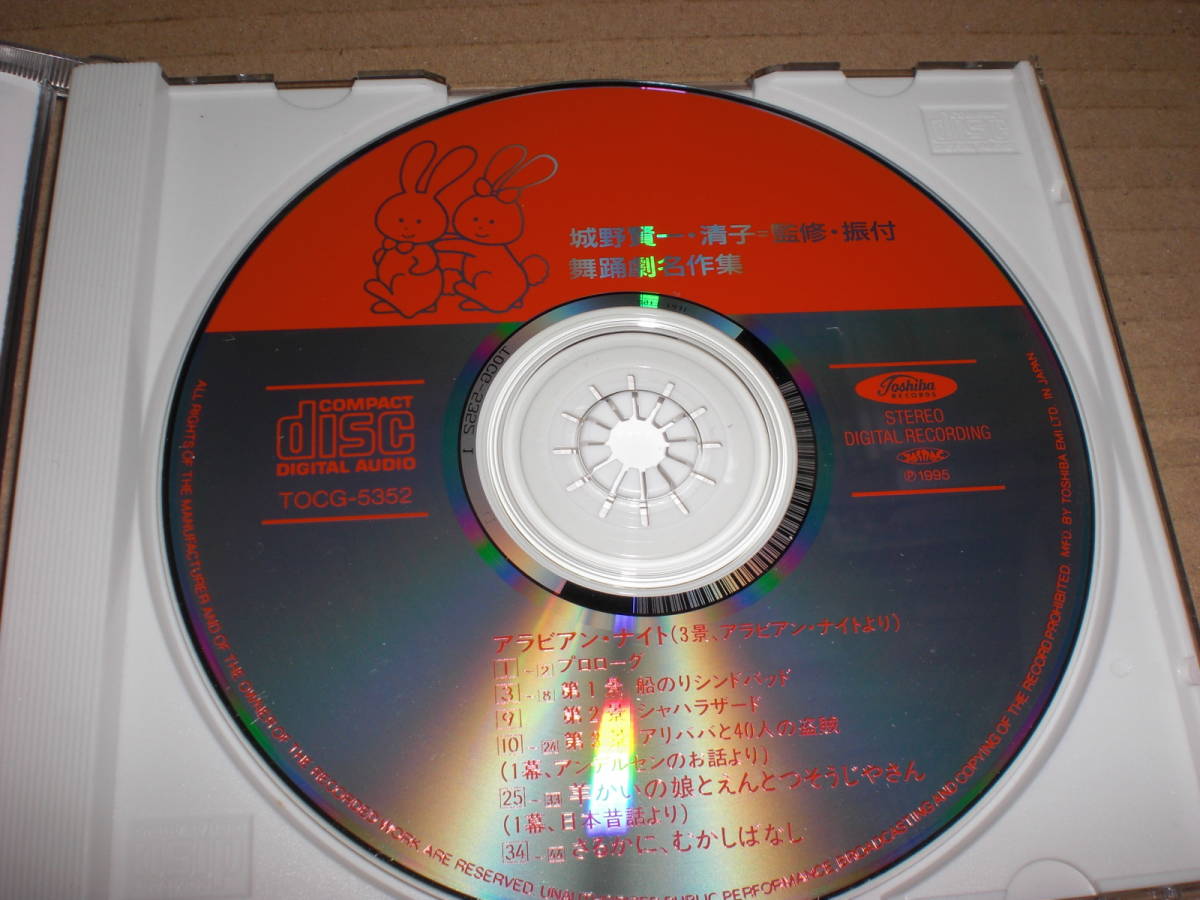 城野賢一・清子=監修・振付
舞踊劇名作集
COMPACT
disc
DIGITAL AUDIO
TOCG-5352
TOCG-5352 1
Toshiba
RECORDS
STEREO
DIGITAL RECORDING
℗1995
アラビアン・ナイト(3景、アラビアン・ナイトより)
1-2 プロローグ
3-8 第1景 船のりシンドバッド
9 第2景 シャハラザード
10-24 第3景 アリババと40人の盗賊
(1幕、アンデルセンのお話より)
25-33 羊かいの娘とえんとつそうじやさん
(1幕、日本昔話より)
34-44 さるかに、むかしばなし
ALL RIGHTS OF THE MANUFACTURER AND OF THE OWNER OF THE RECORDED WORK ARE RESERVED. PUBLIC PERFORMANCE, BROADCASTING AND COPYING OF THE RECORD PROHIBITED. MFD. BY TOSHIBA EMI LTD. IN JAPAN